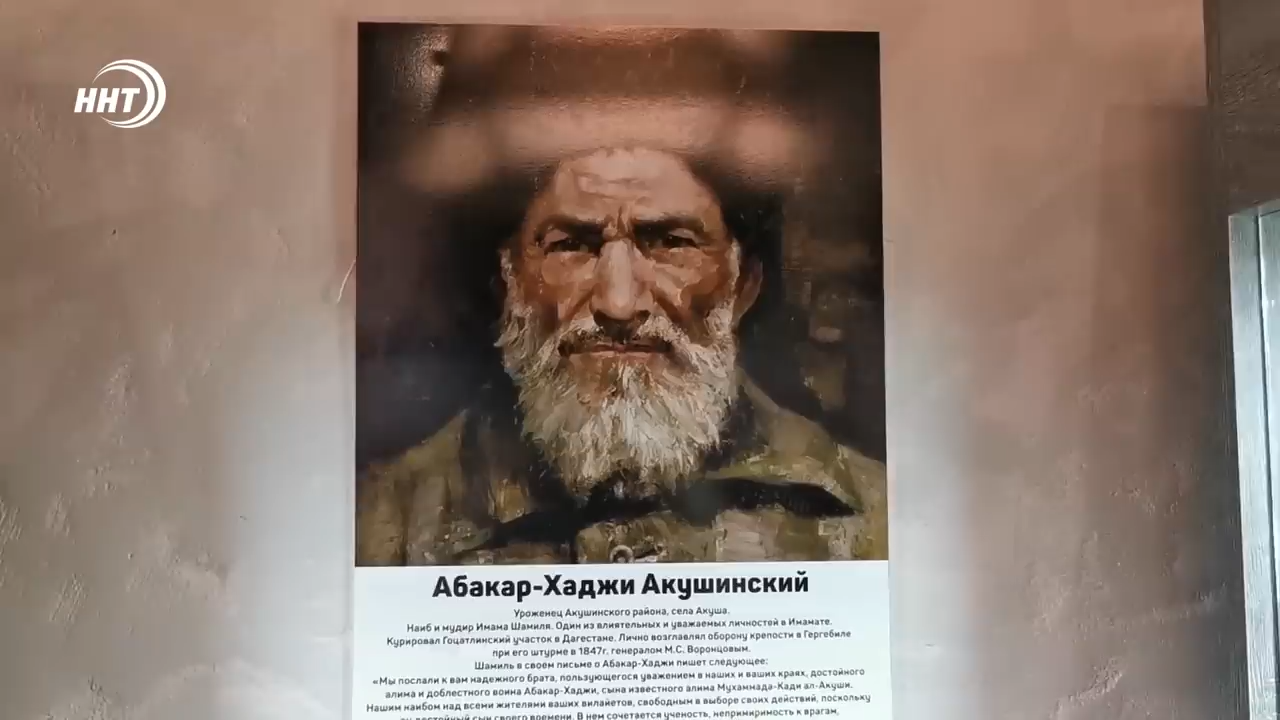 ННТ
Абакар-Хаджи Акушинский
Уроженец Акушинского района, села Акуша.
Наиб и мудир Имама Шамиля. Один из влиятельных и уважаемых личностей в Имамате.
Курировал Гоцатлинский участок в Дагестане. Лично возглавлял оборону крепости в Гергебиле
при его штурме в 1847г. генералом М.С. Воронцовым.
Шамиль в своем письме о Абакар-Хаджи пишет следующее:
«Мы послали к вам надежного брата, пользующегося уважением в наших и ваших краях, достойного
алима и доблестного воина Абакар-Хаджи, сына известного алима Мухаммада-Кади ал-Акуши.
Нашим наибом над всеми жителями ваших вилайетов, свободным в выборе своих действий, поскольку
он достойный сын своего времени. В нем сочетается ученость, непримиримость к врагам,